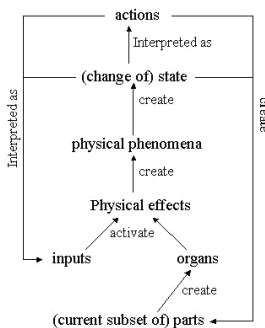 actions
Interpreted as
(change of) state
create
physical phenomena
create
Physical effects
activate
inputs
organs
create
(current subset of) parts
Interpreted as
create